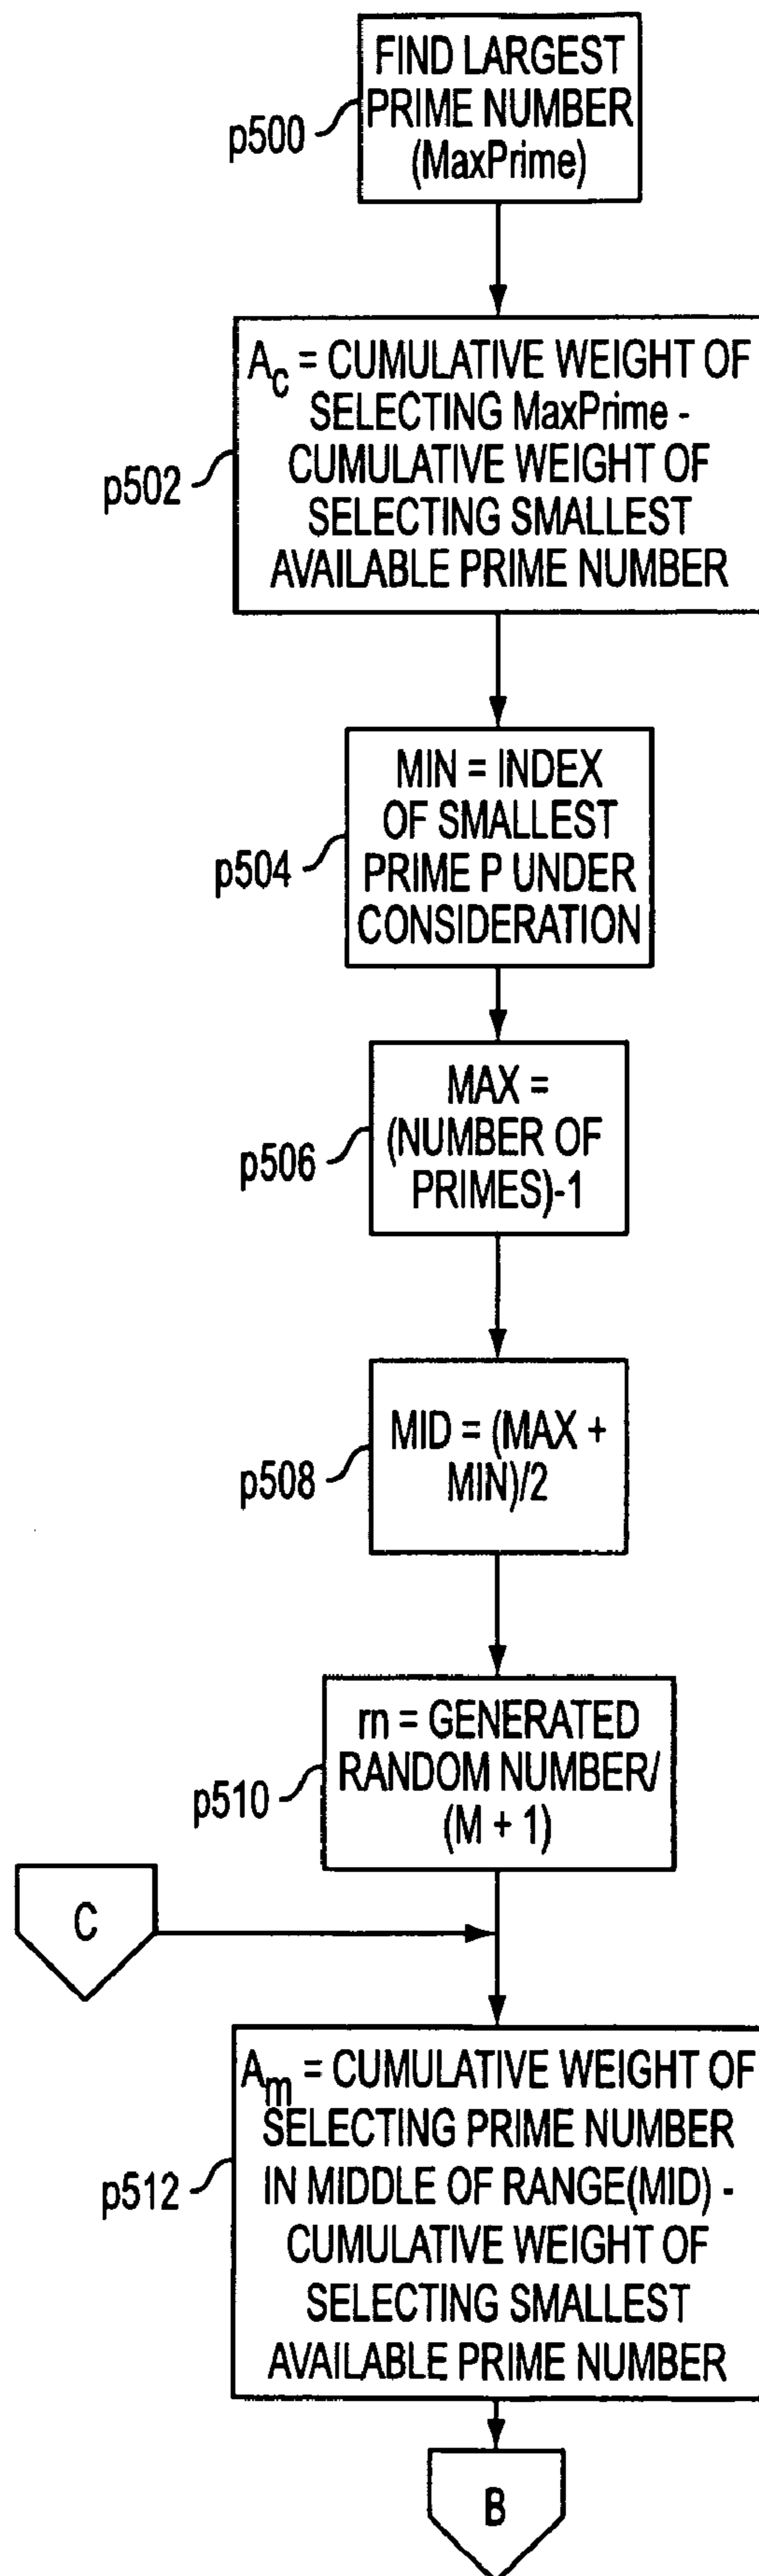 FIND LARGEST
PRIME NUMBER
(MaxPrime)
p500
A_c = CUMULATIVE WEIGHT OF
SELECTING MaxPrime -
CUMULATIVE WEIGHT OF
SELECTING SMALLEST
AVAILABLE PRIME NUMBER
p502
MIN = INDEX
OF SMALLEST
PRIME P UNDER
CONSIDERATION
p504
MAX =
(NUMBER OF
PRIMES)-1
p506
MID = (MAX +
MIN)/2
p508
rn = GENERATED
RANDOM NUMBER/
(M + 1)
p510
C
A_m = CUMULATIVE WEIGHT OF
SELECTING PRIME NUMBER
IN MIDDLE OF RANGE(MID) -
CUMULATIVE WEIGHT OF
SELECTING SMALLEST
AVAILABLE PRIME NUMBER
p512
B